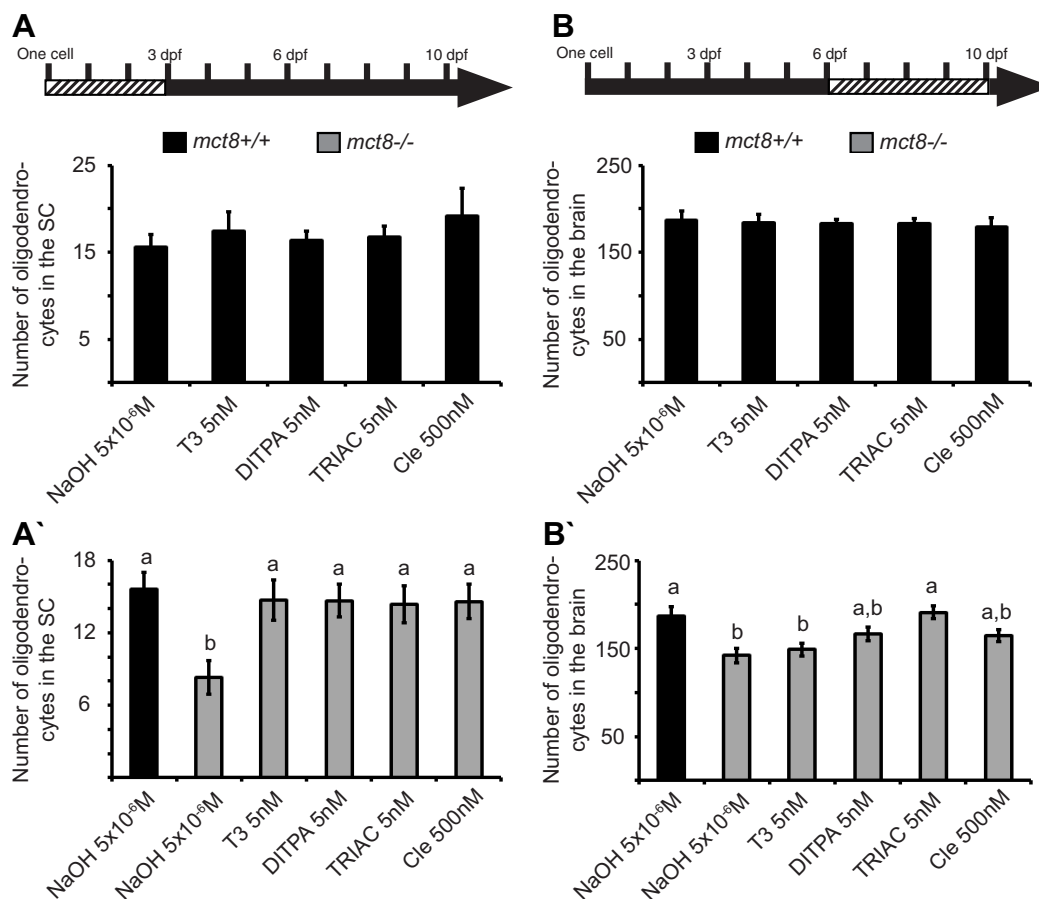 A
One cell 3 dpf 6 dpf 10 dpf
mct8+/+ mct8-/-
Number of oligodendro-
cytes in the SC
25
15
5
NaOH 5x10⁻⁶M
T3 5nM
DITPA 5nM
TRIAC 5nM
Cle 500nM
B
One cell 3 dpf 6 dpf 10 dpf
mct8+/+ mct8-/-
Number of oligodendro-
cytes in the brain
250
150
50
NaOH 5x10⁻⁶M
T3 5nM
DITPA 5nM
TRIAC 5nM
Cle 500nM
A`
Number of oligodendro-
cytes in the SC
18
12
6
a
b
a
a
a
a
NaOH 5x10⁻⁶M
NaOH 5x10⁻⁶M
T3 5nM
DITPA 5nM
TRIAC 5nM
Cle 500nM
B`
Number of oligodendro-
cytes in the brain
250
150
50
a
b
b
a,b
a
a,b
NaOH 5x10⁻⁶M
NaOH 5x10⁻⁶M
T3 5nM
DITPA 5nM
TRIAC 5nM
Cle 500nM